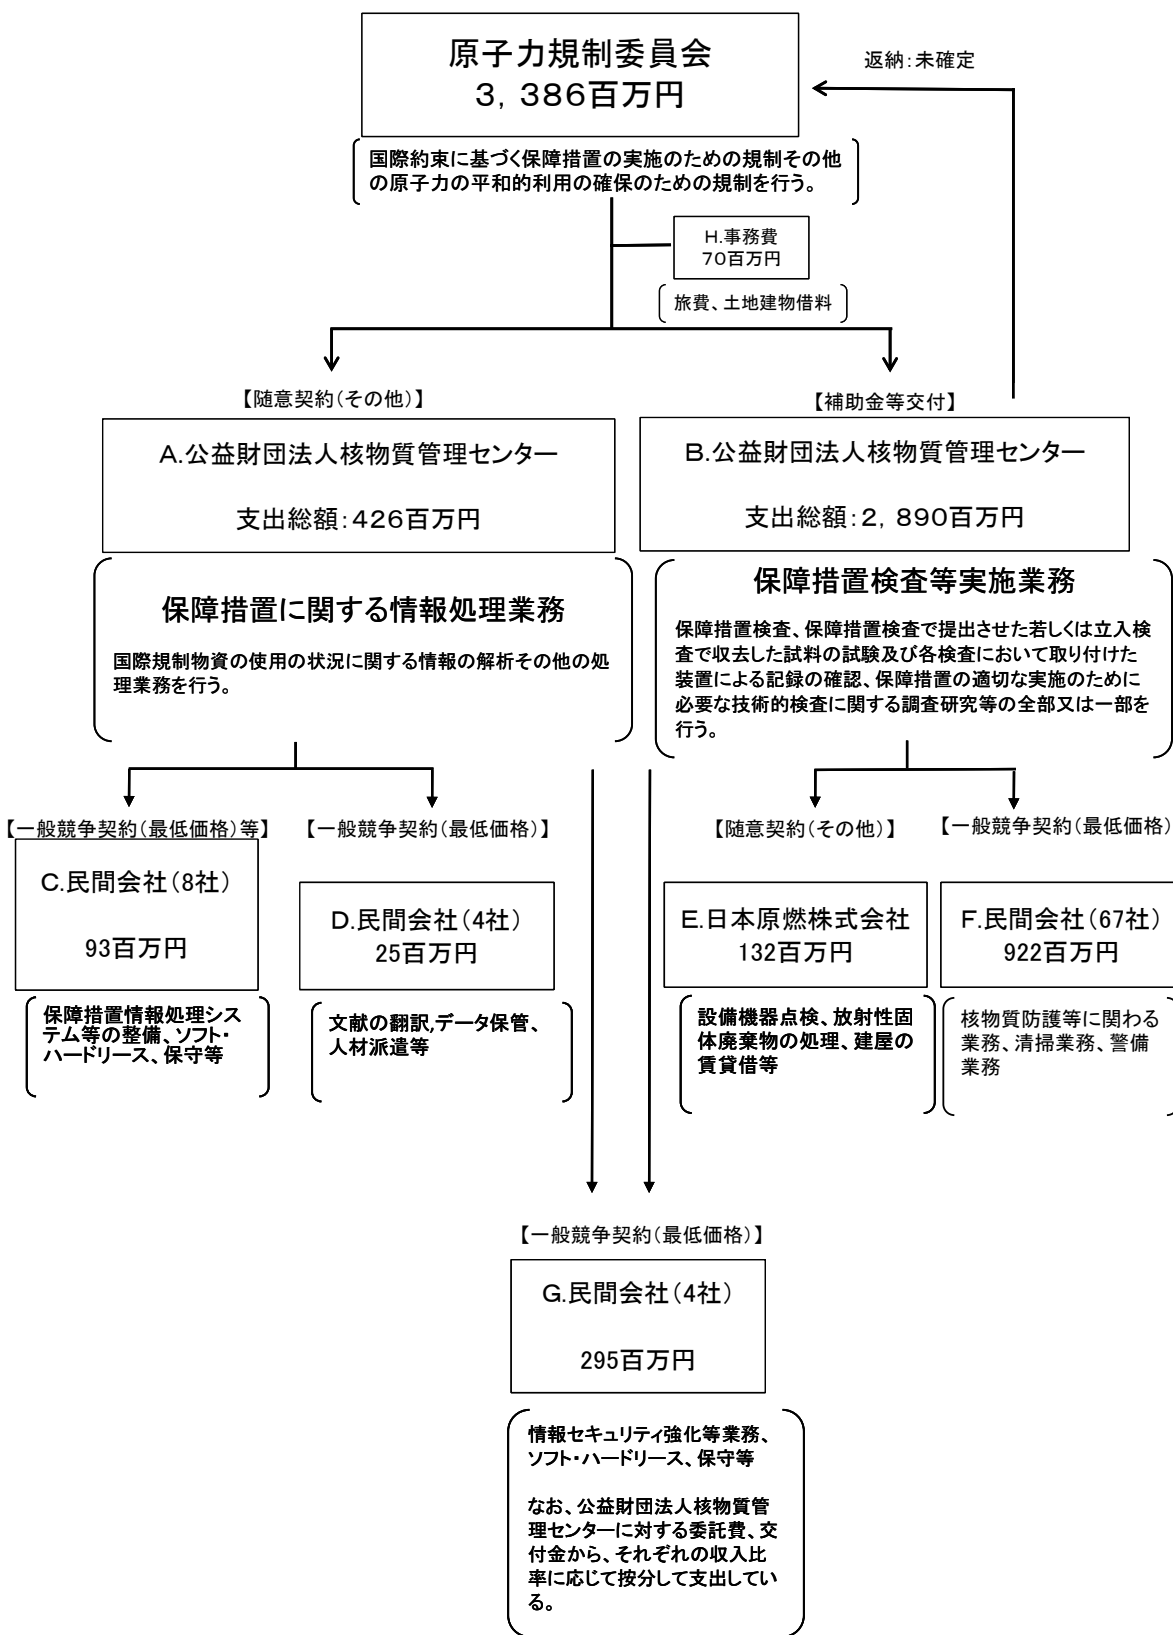 原子力規制委員会
3，386百万円
返納：未確定
国際約束に基づく保障措置の実施のための規制その他
の原子力の平和的利用の確保のための規制を行う。
H.事務費
70百万円
旅費、土地建物借料
【随意契約（その他）】
【補助金等交付】
A.公益財団法人核物質管理センター
支出総額：426百万円
B.公益財団法人核物質管理センター
支出総額：2，890百万円
保障措置に関する情報処理業務
国際規制物資の使用の状況に関する情報の解析その他の処
理業務を行う。
保障措置検査等実施業務
保障措置検査、保障措置検査で提出させた若しくは立入検
査で収去した試料の試験及び各検査において取り付けた
装置による記録の確認、保障措置の適切な実施のために
必要な技術的検査に関する調査研究等の全部又は一部を
行う。
【一般競争契約（最低価格）等】
【一般競争契約（最低価格）】
【随意契約（その他）】
【一般競争契約（最低価格）
C.民間会社（8社）
93百万円
D.民間会社（4社）
25百万円
E.日本原燃株式会社
132百万円
F.民間会社（67社）
922百万円
保障措置情報処理シス
テム等の整備、ソフト・
ハードリース、保守等
文献の翻訳,データ保管、
人材派遣等
設備機器点検、放射性固
体廃棄物の処理、建屋の
賃貸借等
核物質防護等に関わる
業務、清掃業務、警備
業務
【一般競争契約（最低価格）】
G.民間会社（4社）
295百万円
情報セキュリティ強化等業務、
ソフト・ハードリース、保守等
なお、公益財団法人核物質管
理センターに対する委託費、交
付金から、それぞれの収入比
率に応じて按分して支出してい
る。